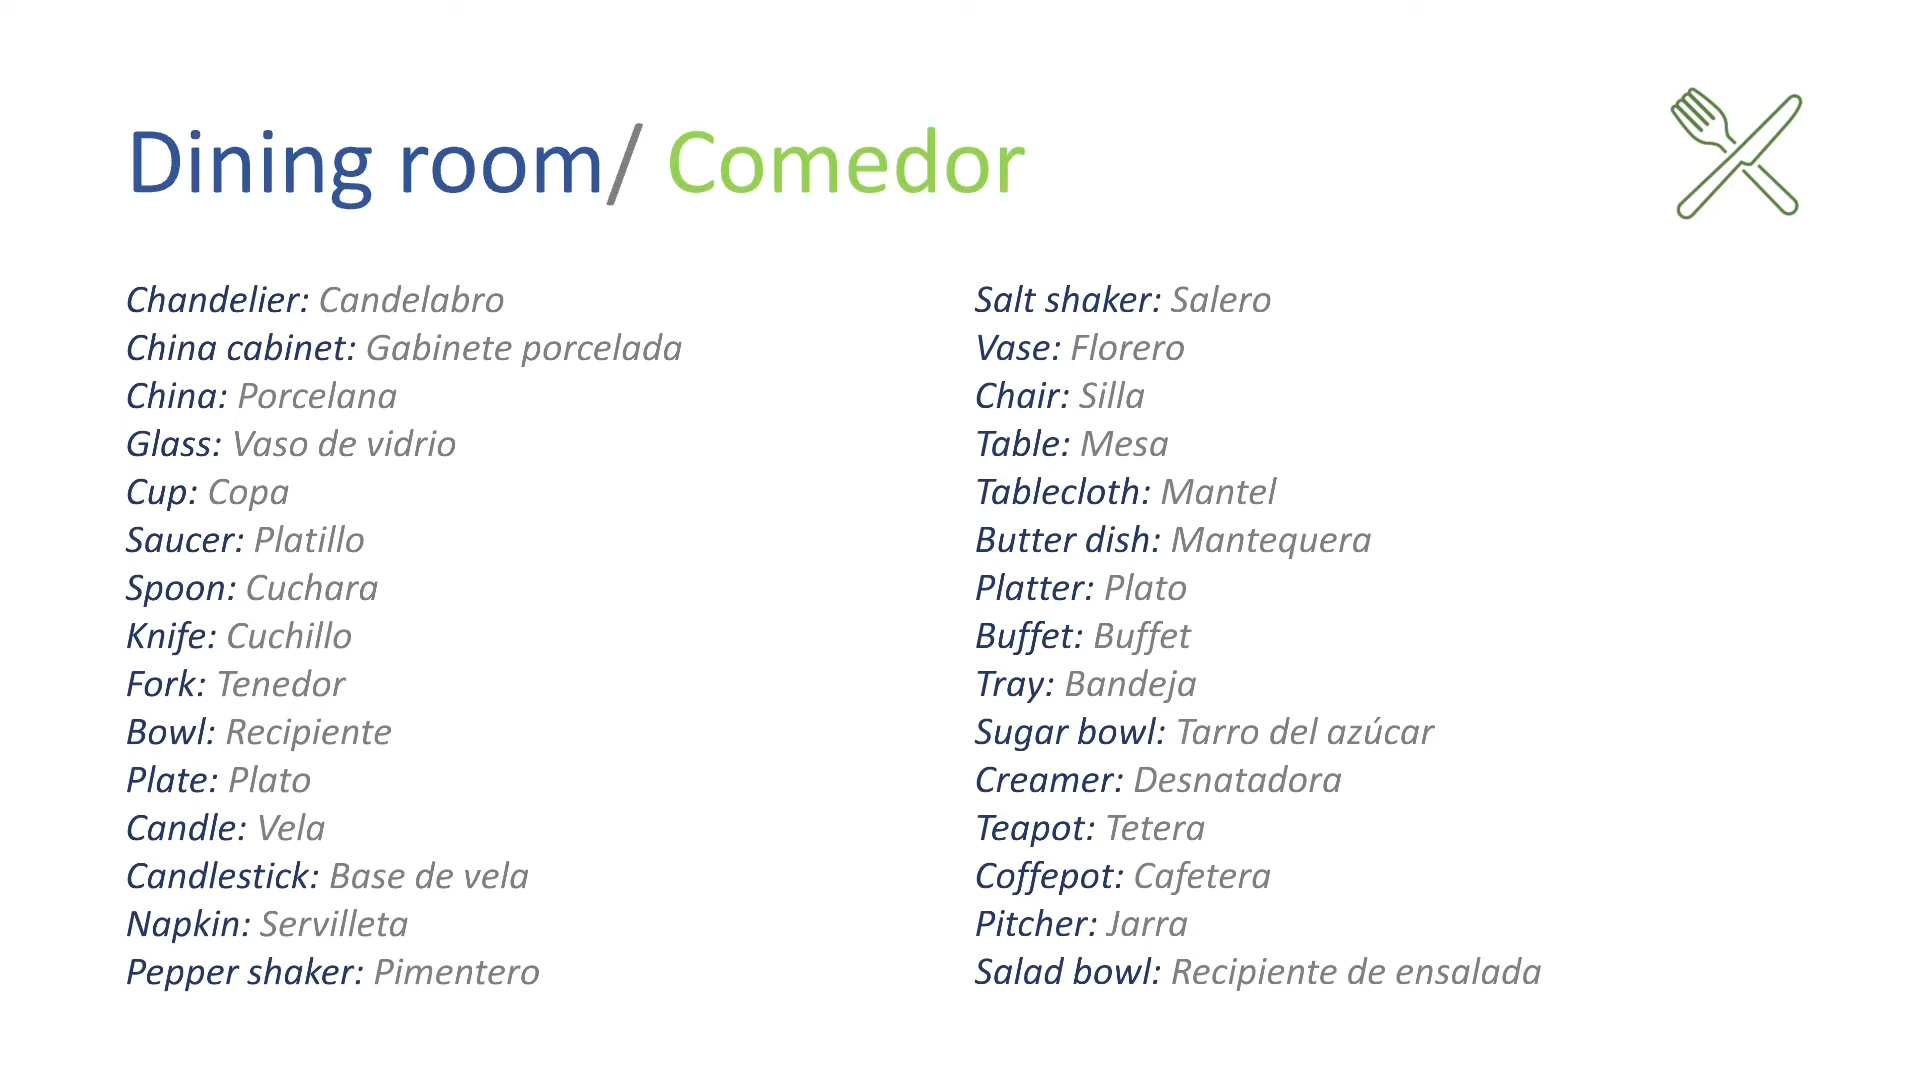 Dining room/ Comedor
Chandelier: Candelabro
China cabinet: Gabinete porcelada
China: Porcelana
Glass: Vaso de vidrio
Cup: Copa
Saucer: Platillo
Spoon: Cuchara
Knife: Cuchillo
Fork: Tenedor
Bowl: Recipiente
Plate: Plato
Candle: Vela
Candlestick: Base de vela
Napkin: Servilleta
Pepper shaker: Pimentero
Salt shaker: Salero
Vase: Florero
Chair: Silla
Table: Mesa
Tablecloth: Mantel
Butter dish: Mantequera
Platter: Plato
Buffet: Buffet
Tray: Bandeja
Sugar bowl: Tarro del azúcar
Creamer: Desnatadora
Teapot: Tetera
Coffepot: Cafetera
Pitcher: Jarra
Salad bowl: Recipiente de ensalada